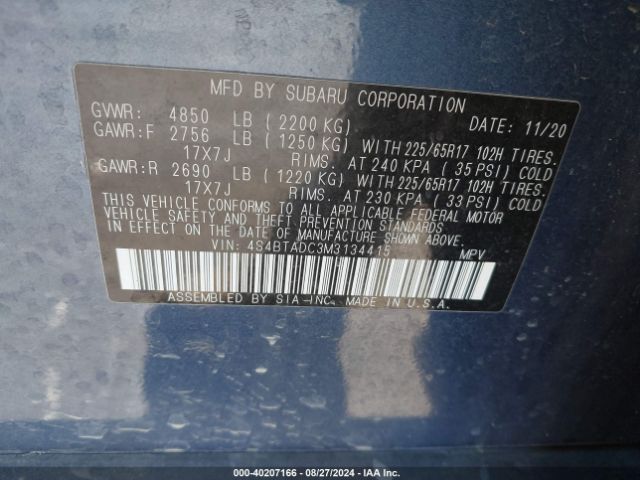 MFD BY SUBARU CORPORATION
GVWR: 4850 LB (2200 KG) DATE: 11/20
GAWR:F 2756 LB (1250 KG) WITH 225/65R17 102H TIRES.
17X7J RIMS. AT 240 KPA (35 PSI) COLD
GAWR:R 2690 LB (1220 KG) WITH 225/65R17 102H TIRES.
17X7J RIMS. AT 230 KPA (33 PSI) COLD
THIS VEHICLE CONFORMS TO ALL APPLICABLE FEDERAL MOTOR
VEHICLE SAFETY AND THEFT PREVENTION STANDARDS
IN EFFECT ON THE DATE OF MANUFACTURE SHOWN ABOVE.
VIN: 4S4BTADC3M3134415 MPV
ASSEMBLED BY SIA-INC. MADE IN U.S.A.
000-40207166 - 08/27/2024 - IAA Inc.